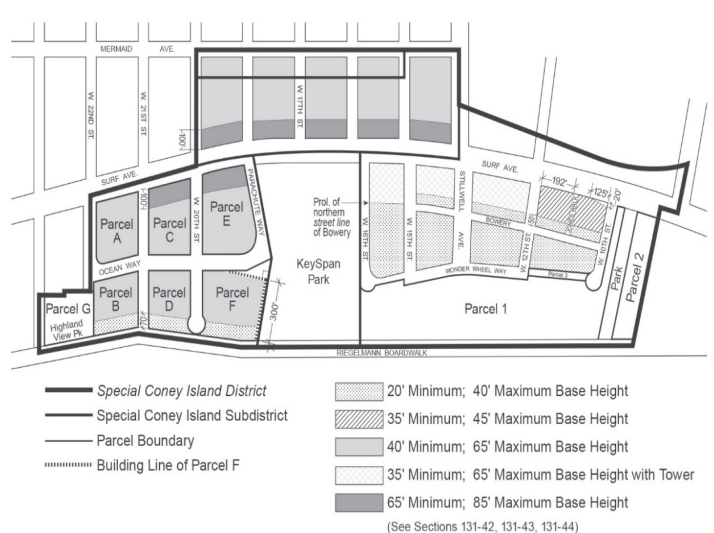 MERMAID AVE.
W. 22ND ST.
W. 21ST ST.
W. 17TH ST.
100'
SURF AVE.
SURF AVE.
192'
125'
20'
100'
PARACHUTE WAY
W. 20TH ST.
Parcel A
Parcel C
Parcel E
Prol. of
northern
street line
of Bowery
W. 16TH ST.
W. 15TH ST.
STILLWELL AVE.
BOWERY
W. 12TH ST.
W. 10TH ST.
OCEAN WAY
KeySpan
Park
WONDER WHEEL WAY
Parcel 3
Park
Parcel 2
Parcel G
Highland
View Pk
Parcel B
Parcel D
Parcel F
70'
300'
Parcel 1
RIEGELMANN BOARDWALK
Special Coney Island District
Special Coney Island Subdistrict
Parcel Boundary
Building Line of Parcel F
20' Minimum; 40' Maximum Base Height
35' Minimum; 45' Maximum Base Height
40' Minimum; 65' Maximum Base Height
35' Minimum; 65' Maximum Base Height with Tower
65' Minimum; 85' Maximum Base Height
(See Sections 131-42, 131-43, 131-44)